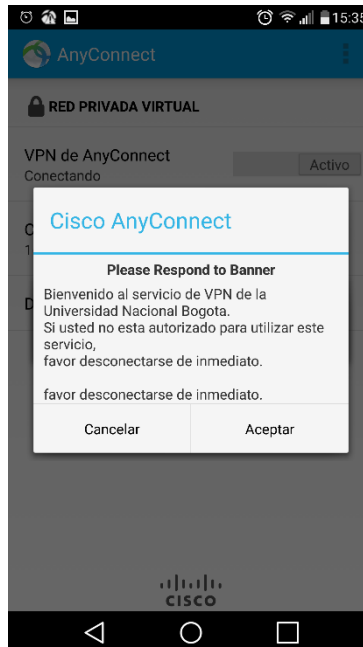 15:35
AnyConnect
RED PRIVADA VIRTUAL
VPN de AnyConnect
Conectando
Activo
C
1
D
Cisco AnyConnect
Please Respond to Banner
Bienvenido al servicio de VPN de la
Universidad Nacional Bogota.
Si usted no esta autorizado para utilizar este
servicio,
favor desconectarse de inmediato.
favor desconectarse de inmediato.
Cancelar
Aceptar
CISCO